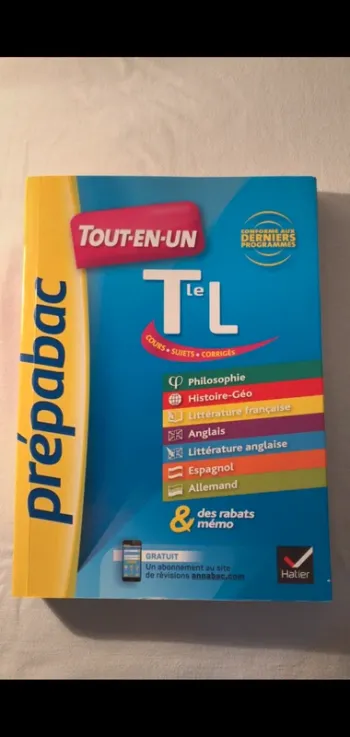 prépabac
TOUT-EN-UN
CONFORME AUX
DERNIERS
PROGRAMMES
Tle L
COURS • SUJETS • CORRIGÉS
Philosophie
Histoire-Géo
Littérature française
Anglais
Littérature anglaise
Espagnol
Allemand
& des rabats
mémo
GRATUIT
Un abonnement au site
de révisions annabac.com
Hatier